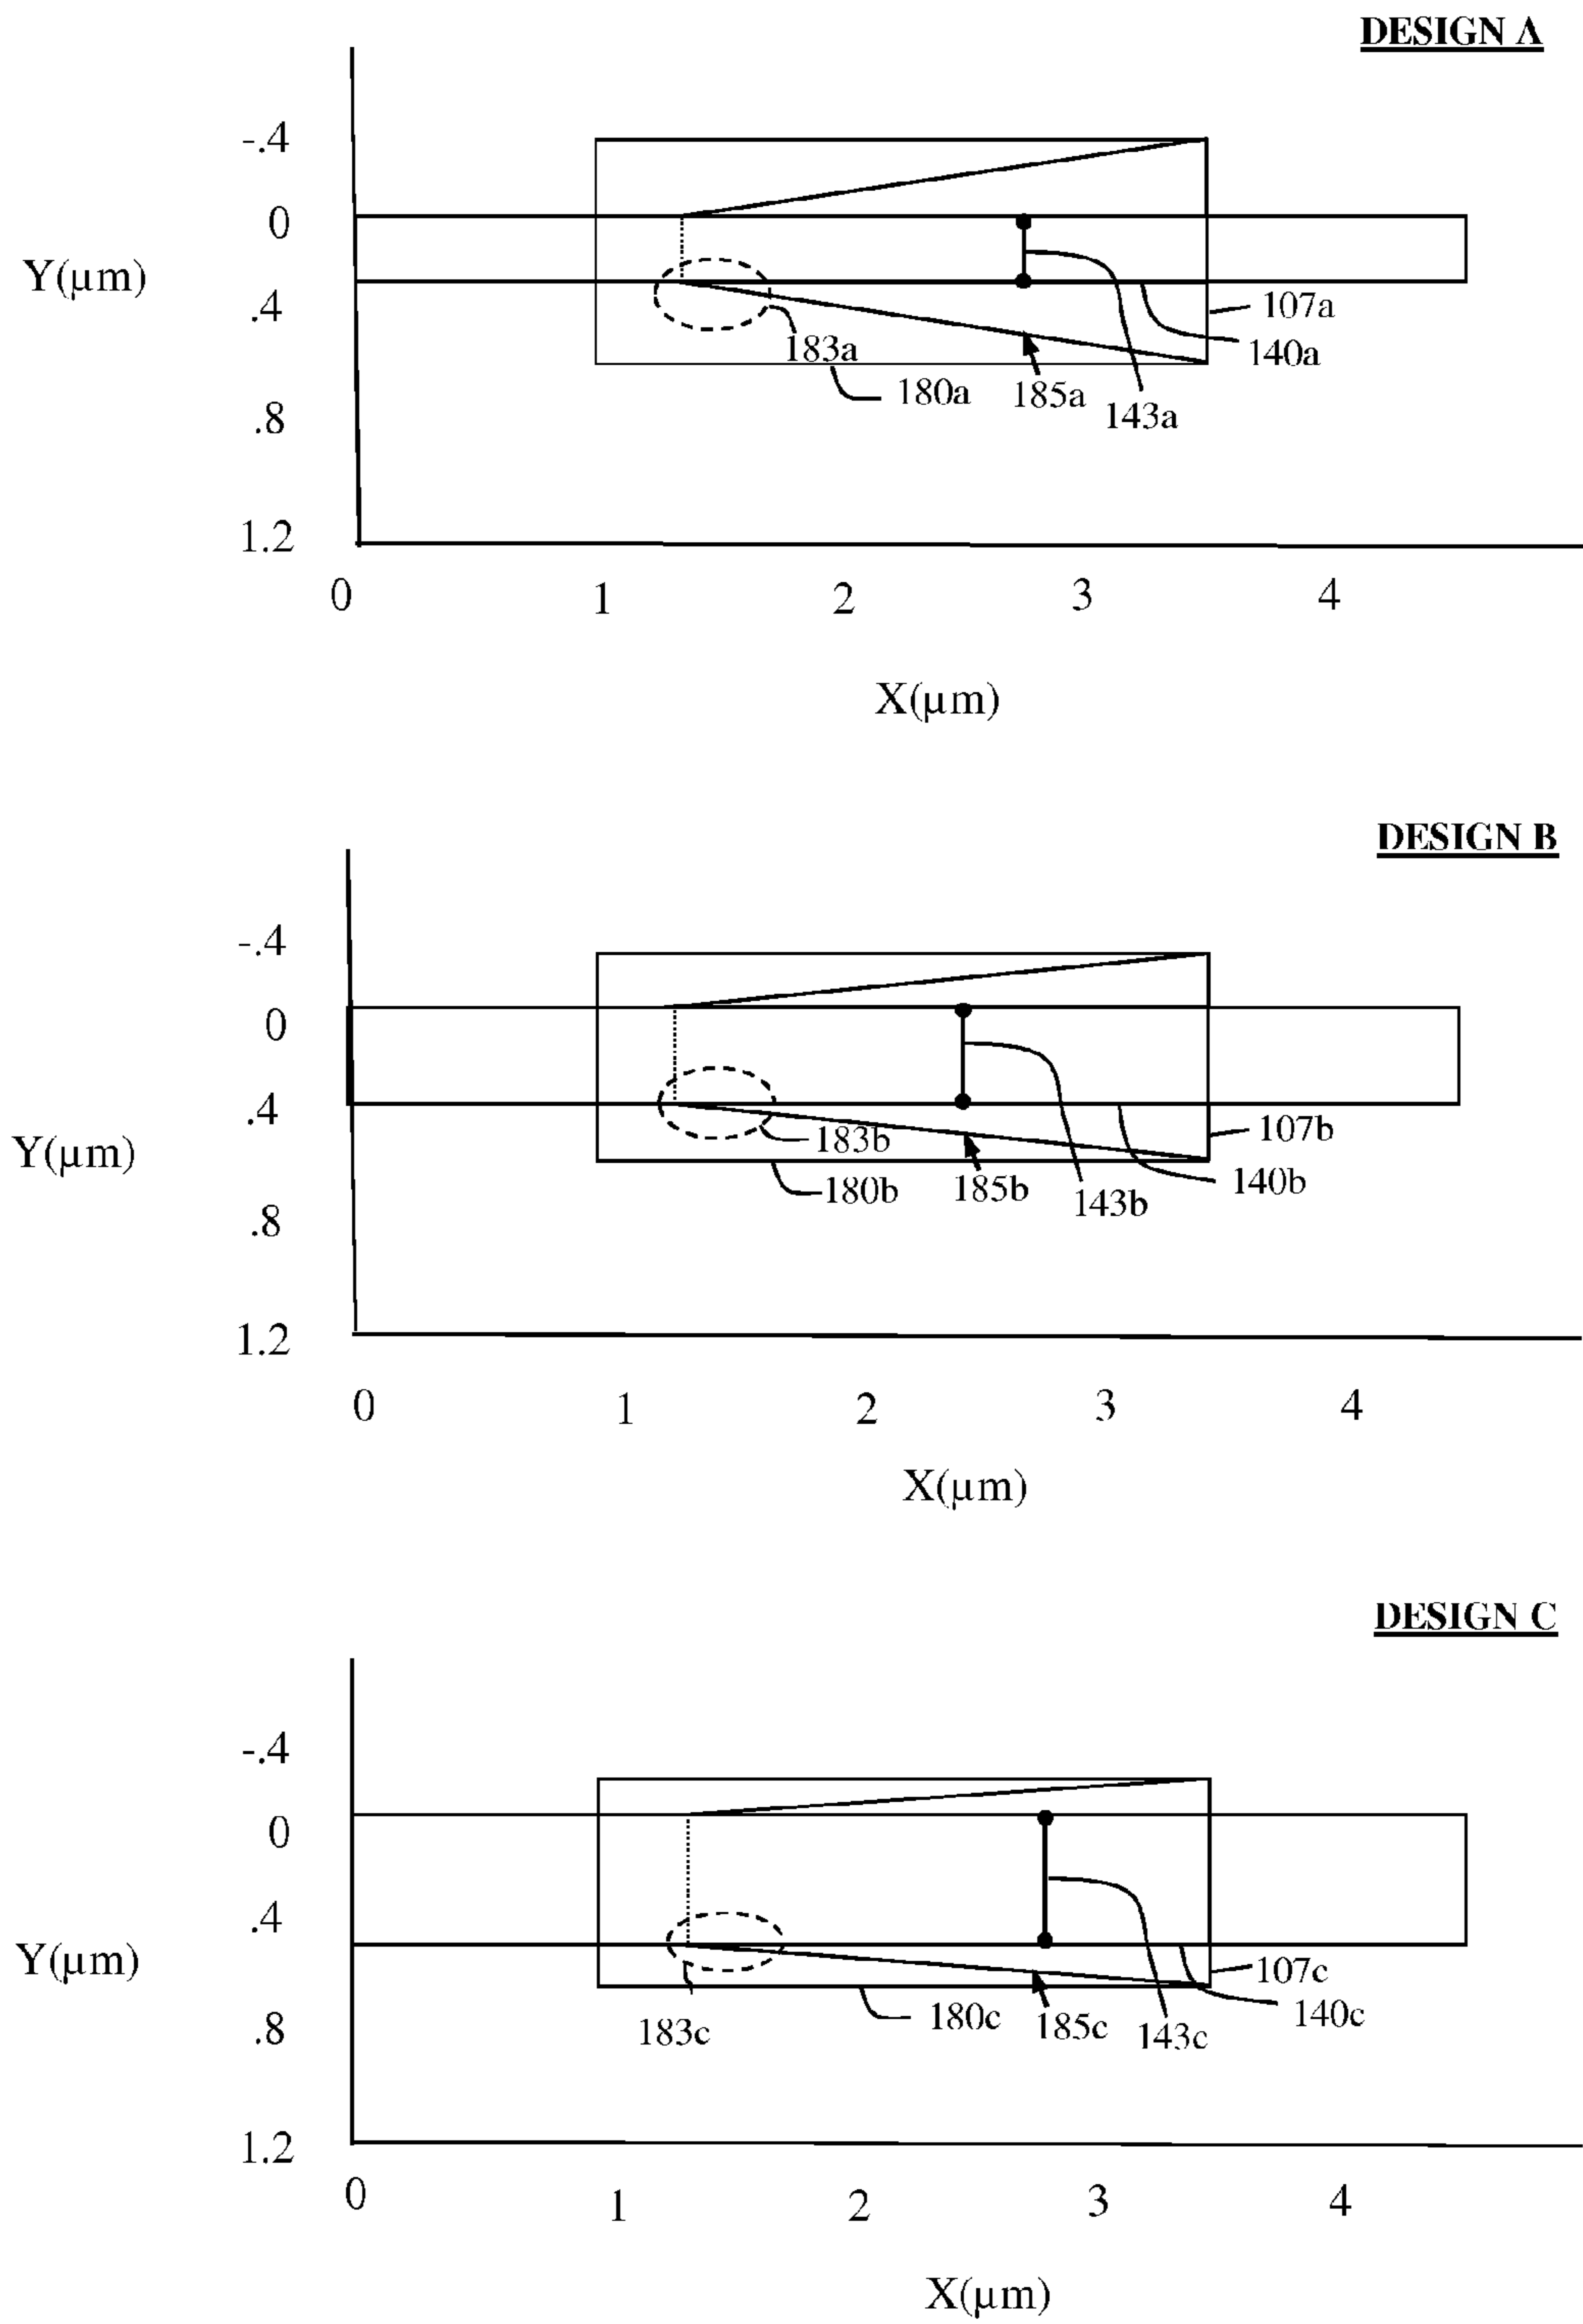 DESIGN A
-.4
0
Y(μm)
.4
107a
183a
140a
180a
185a
143a
.8
1.2
0 1 2 3 4
X(μm)
DESIGN B
-.4
0
.4
107b
183b
Y(μm)
180b
185b
143b
140b
.8
1.2
0 1 2 3 4
X(μm)
DESIGN C
-.4
0
.4
Y(μm)
107c
140c
180c
185c
143c
183c
.8
1.2
0 1 2 3 4
X(μm)